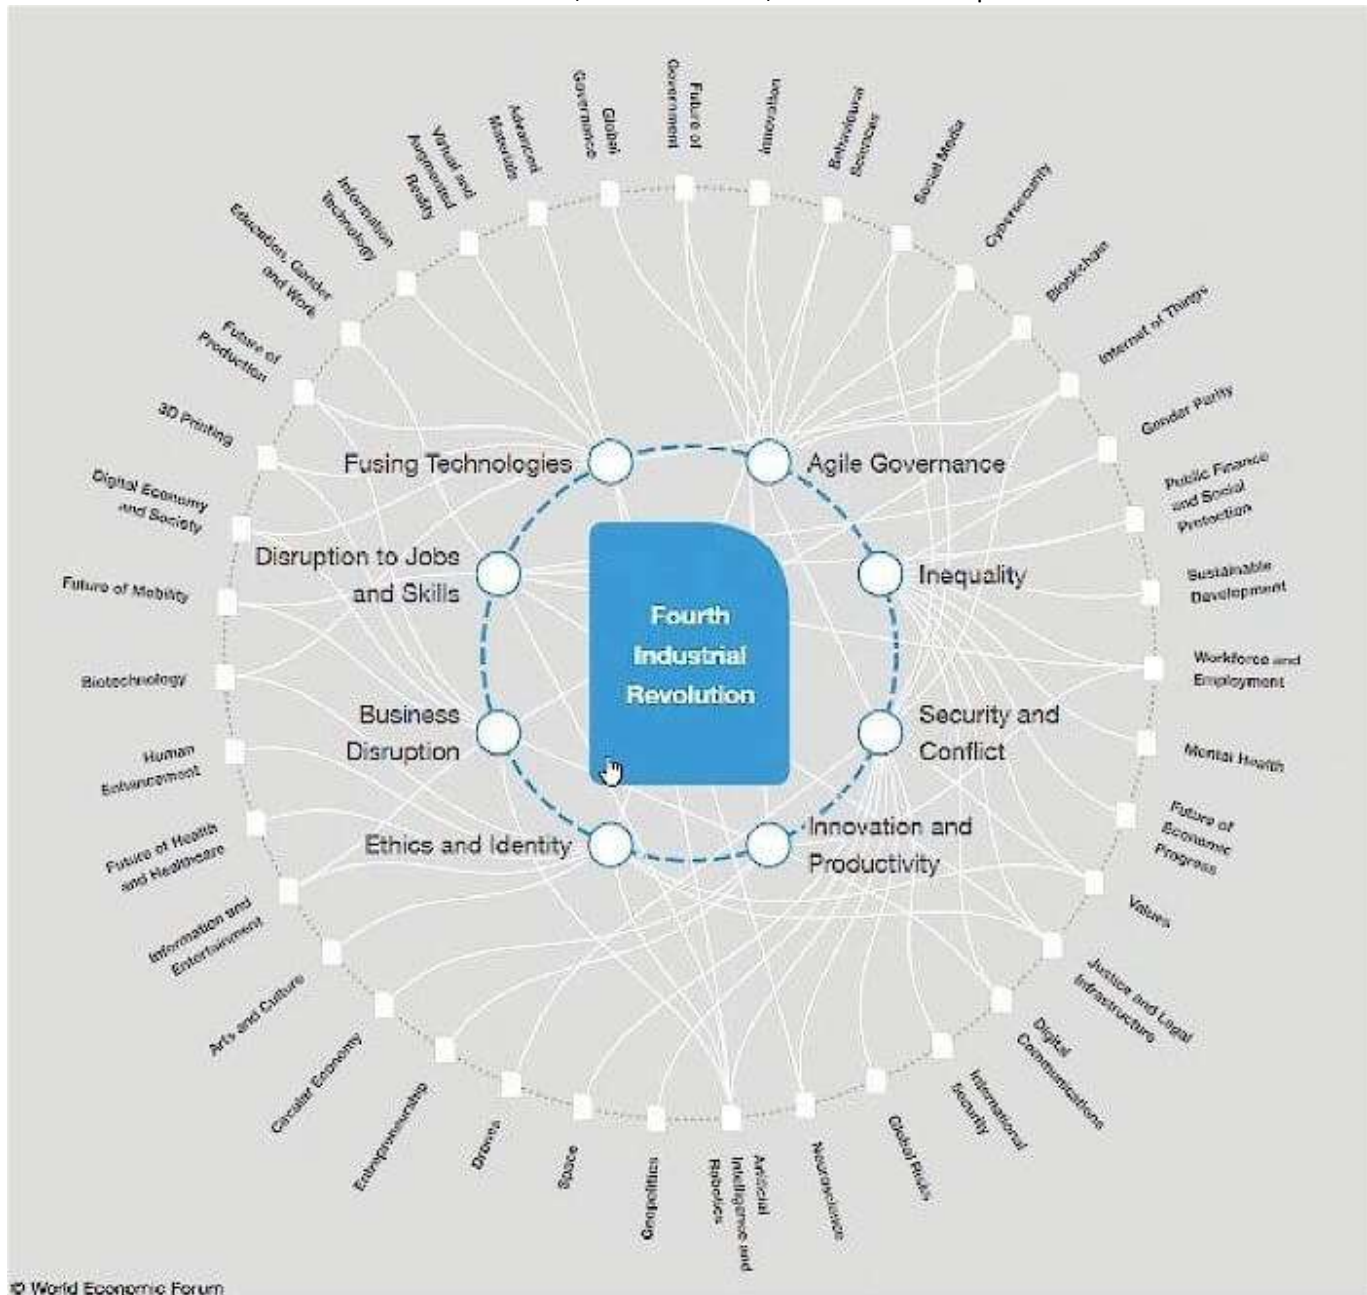 Global
Governance
Future of
Government
Innovation
Behavioural
Sciences
Social Media
Cybersecurity
Blockchain
Internet of Things
Gender Parity
Public Finance
and Social
Protection
Sustainable
Development
Workforce and
Employment
Mental Health
Future of
Economic
Progress
Values
Justice and Legal
Infrastructure
Digital
Communications
International
Security
Global Risks
Neuroscience
Artificial
Intelligence and
Robotics
Geopolitics
Space
Drones
Entrepreneurship
Circular Economy
Arts and Culture
Information and
Entertainment
Future of Health
and Healthcare
Human
Enhancement
Biotechnology
Future of Mobility
Digital Economy
and Society
3D Printing
Future of
Production
Education, Gender
and Work
Information
Technology
Virtual and
Augmented
Reality
Advanced
Materials
Fusing Technologies
Agile Governance
Disruption to Jobs
and Skills
Inequality
Fourth
Industrial
Revolution
Business
Disruption
Security and
Conflict
Ethics and Identity
Innovation and
Productivity
© World Economic Forum